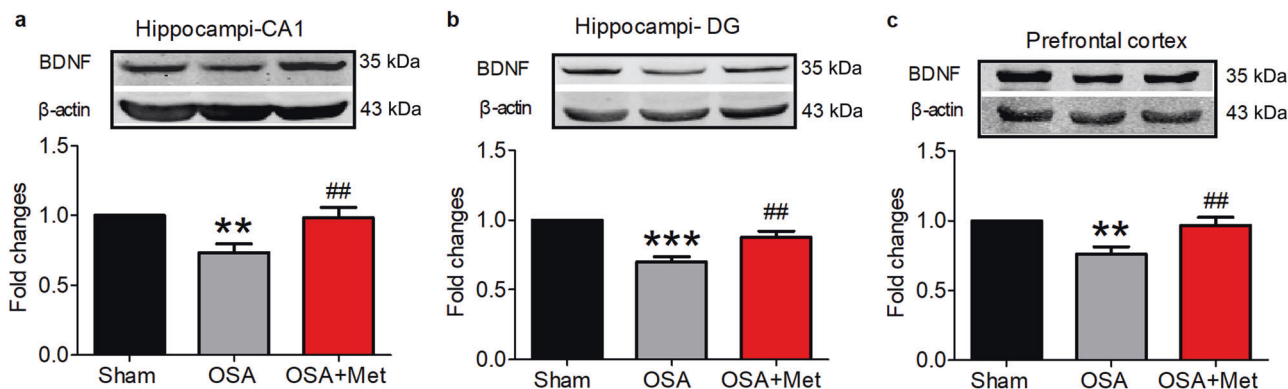 a
Hippocampi-CA1
BDNF 35 kDa
β-actin 43 kDa
1.5
1.0
0.5
0.0
Fold changes
**
##
Sham OSA OSA+Met
b
Hippocampi- DG
BDNF 35 kDa
β-actin 43 kDa
1.5
1.0
0.5
0.0
Fold changes
***
##
Sham OSA OSA+Met
c
Prefrontal cortex
BDNF 35 kDa
β-actin 43 kDa
1.5
1.0
0.5
0.0
Fold changes
**
##
Sham OSA OSA+Met